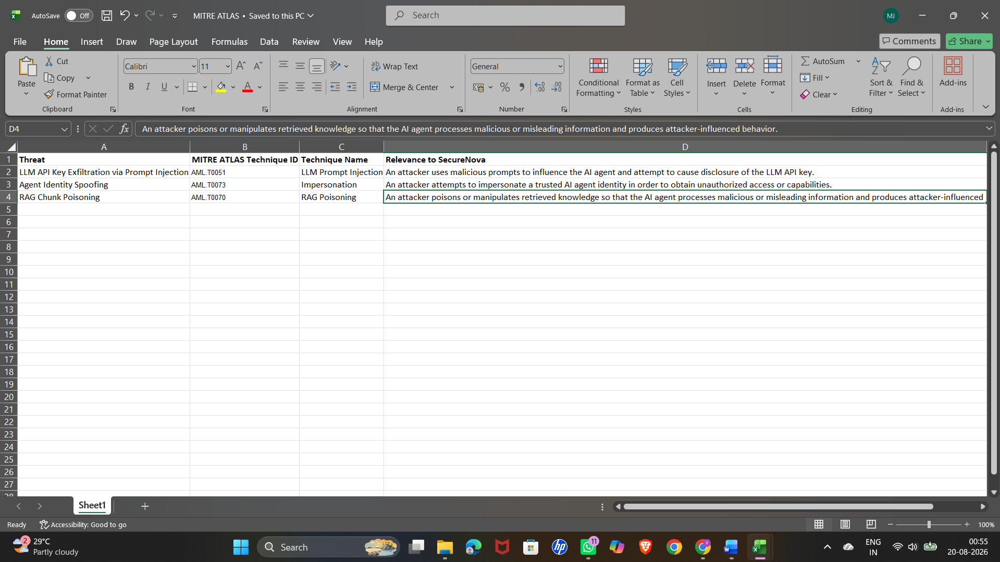 AutoSave Off MITRE ATLAS • Saved to this PC Search MJ
File Home Insert Draw Page Layout Formulas Data Review View Help Comments Share
Paste Cut Copy Format Painter Clipboard
Calibri 11 B I U A Font
Wrap Text Merge & Center Alignment
General % Number
Conditional Formatting Format as Table Cell Styles Styles
Insert Delete Format Cells
AutoSum Fill Clear Sort & Filter Find & Select Editing
Add-ins Add-ins
D4 fx An attacker poisons or manipulates retrieved knowledge so that the AI agent processes malicious or misleading information and produces attacker-influenced behavior.
A B C D
1 Threat MITRE ATLAS Technique ID Technique Name Relevance to SecureNova
2 LLM API Key Exfiltration via Prompt Injection AML.T0051 LLM Prompt Injection An attacker uses malicious prompts to influence the AI agent and attempt to cause disclosure of the LLM API key.
3 Agent Identity Spoofing AML.T0073 Impersonation An attacker attempts to impersonate a trusted AI agent identity in order to obtain unauthorized access or capabilities.
4 RAG Chunk Poisoning AML.T0070 RAG Poisoning An attacker poisons or manipulates retrieved knowledge so that the AI agent processes malicious or misleading information and produces attacker-influenced
5
6
7
8
9
10
11
12
13
14
15
16
17
18
19
20
21
22
23
24
25
26
27
28
Sheet1
Ready Accessibility: Good to go 100%
2 29°C Partly cloudy Search 11 ENG IN 00:55 20-08-2026